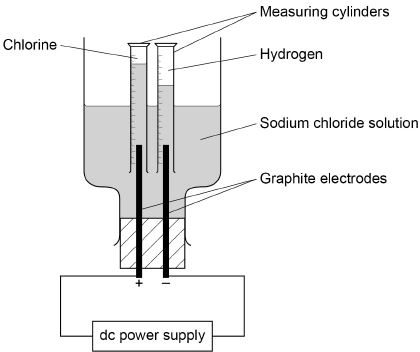 Measuring cylinders
Chlorine
Hydrogen
Sodium chloride solution
Graphite electrodes
+ –
dc power supply